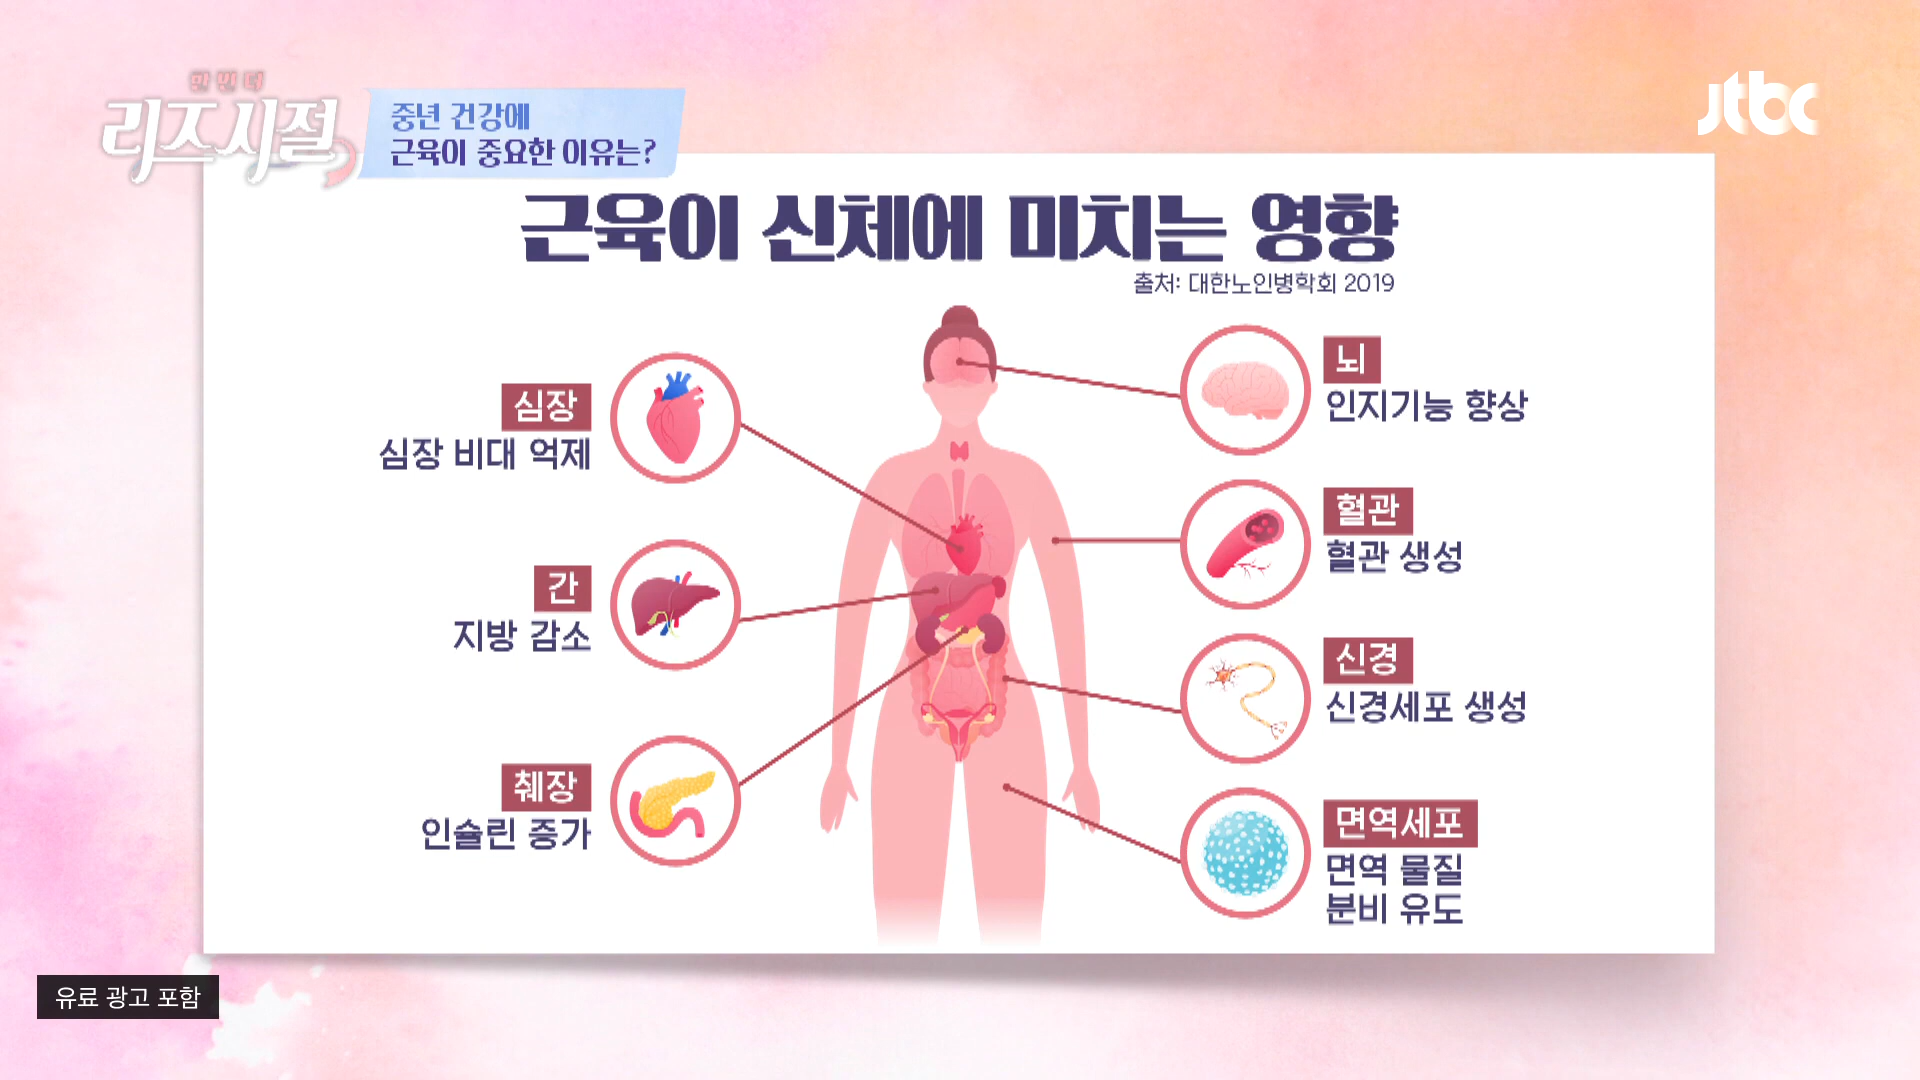 한 번 더
리즈시절
중년 건강에
근육이 중요한 이유는?
jtbc
근육이 신체에 미치는 영향
출처: 대한노인병학회 2019
심장
심장 비대 억제
간
지방 감소
췌장
인슐린 증가
뇌
인지기능 향상
혈관
혈관 생성
신경
신경세포 생성
면역세포
면역 물질
분비 유도
유료 광고 포함